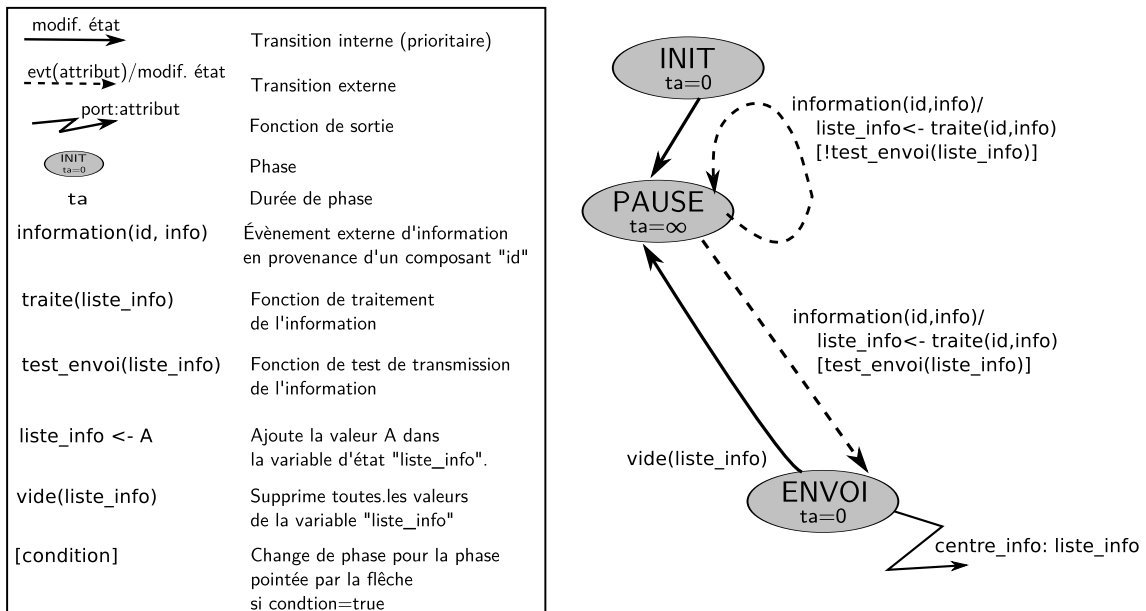 modif. état
Transition interne (prioritaire)
evt(attribut)/modif. état
Transition externe
port:attribut
Fonction de sortie
INIT
ta=0
Phase
ta
Durée de phase
information(id, info)
Évènement externe d'information
en provenance d'un composant "id"
traite(liste_info)
Fonction de traitement
de l'information
test_envoi(liste_info)
Fonction de test de transmission
de l'information
liste_info <- A
Ajoute la valeur A dans
la variable d'état "liste_info".
vide(liste_info)
Supprime toutes.les valeurs
de la variable "liste_info"
[condition]
Change de phase pour la phase
pointée par la flêche
si condtion=true
INIT
ta=0
information(id,info)/
liste_info<- traite(id,info)
[!test_envoi(liste_info)]
PAUSE
ta=∞
information(id,info)/
liste_info<- traite(id,info)
[test_envoi(liste_info)]
vide(liste_info)
ENVOI
ta=0
centre_info: liste_info